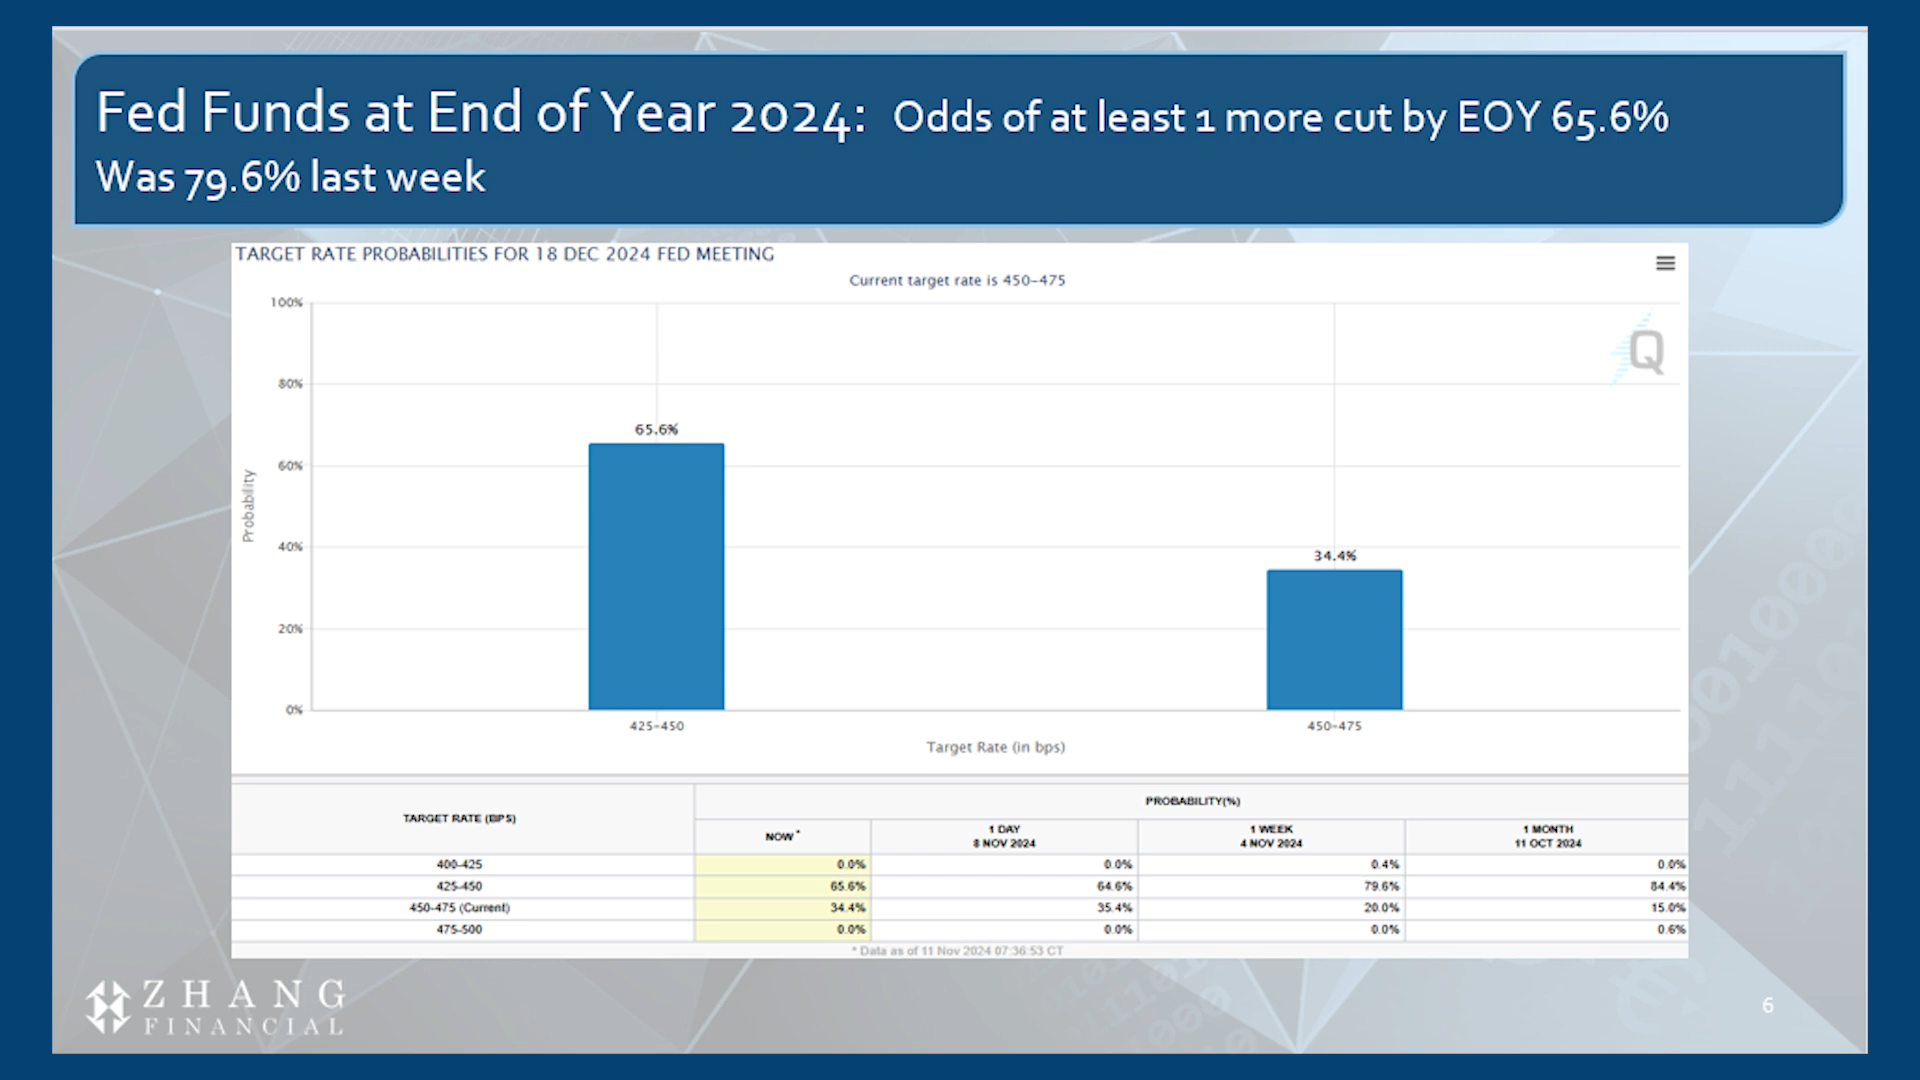 Fed Funds at End of Year 2024: Odds of at least 1 more cut by EOY 65.6%
Was 79.6% last week
TARGET RATE PROBABILITIES FOR 18 DEC 2024 FED MEETING
Current target rate is 450-475
100%
80%
60%
40%
20%
0%
Probability
65.6%
34.4%
Q
425-450
450-475
Target Rate (in bps)
TARGET RATE (BPS)
PROBABILITY(%)
NOW *
1 DAY
8 NOV 2024
1 WEEK
4 NOV 2024
1 MONTH
11 OCT 2024
400-425 0.0% 0.0% 0.4% 0.0%
425-450 65.6% 64.6% 79.6% 84.4%
450-475 (Current) 34.4% 35.4% 20.0% 15.0%
475-500 0.0% 0.0% 0.0% 0.6%
* Data as of 11 Nov 2024 07:36:53 CT
ZHANG
FINANCIAL
6